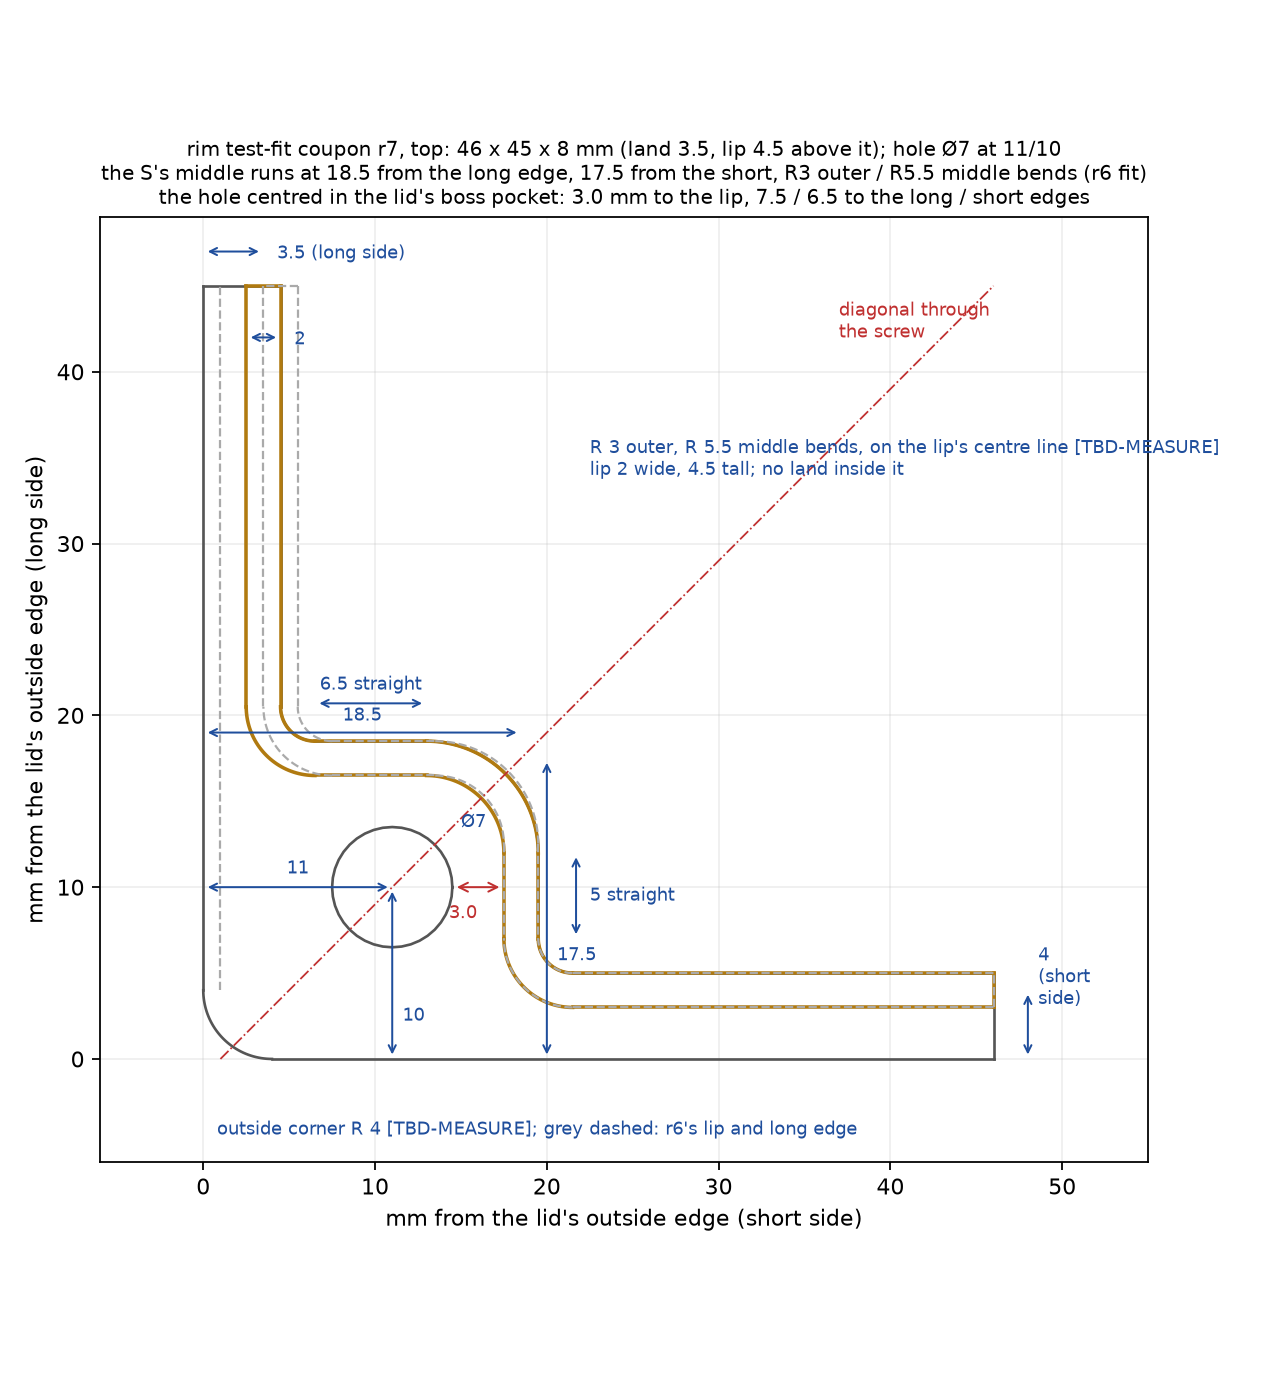 rim test-fit coupon r7, top: 46 x 45 x 8 mm (land 3.5, lip 4.5 above it); hole Ø7 at 11/10
the S's middle runs at 18.5 from the long edge, 17.5 from the short, R3 outer / R5.5 middle bends (r6 fit)
the hole centred in the lid's boss pocket: 3.0 mm to the lip, 7.5 / 6.5 to the long / short edges
3.5 (long side)
diagonal through
the screw
2
40
R 3 outer, R 5.5 middle bends, on the lip's centre line [TBD-MEASURE]
lip 2 wide, 4.5 tall; no land inside it
30
6.5 straight
18.5
20
Ø7
11
5 straight
10
3.0
17.5
4
(short
side)
10
0
outside corner R 4 [TBD-MEASURE]; grey dashed: r6's lip and long edge
0
10
20
30
40
50
mm from the lid's outside edge (short side)
mm from the lid's outside edge (long side)